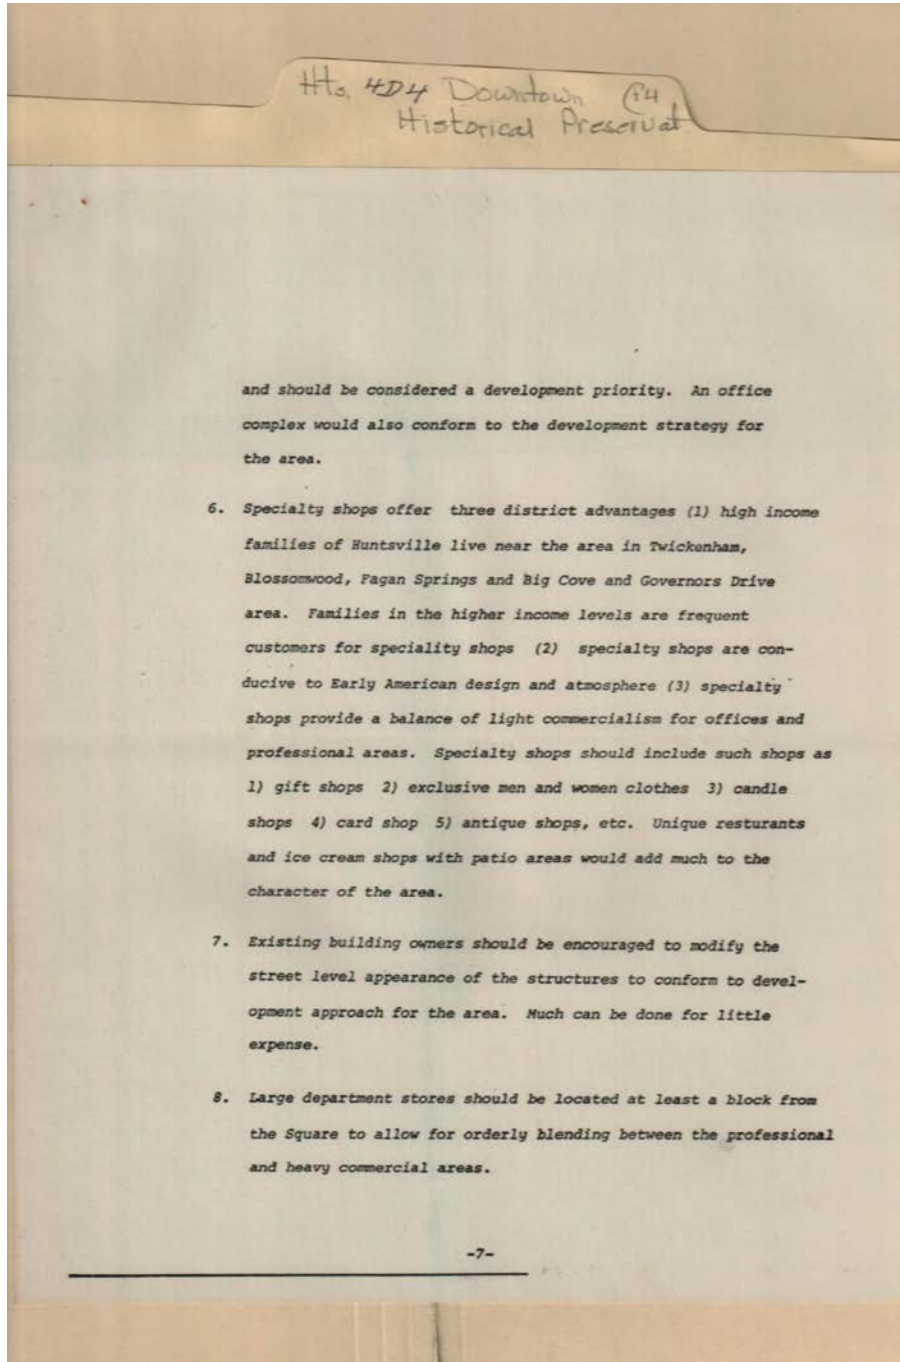 Hts. 4D4 Downtown P4
Historical Preservat
and should be considered a development priority.  An office
complex would also conform to the development strategy for
the area.
6.  Specialty shops offer  three district advantages (1) high income
families of Huntsville live near the area in Twickenham,
Blossomwood, Fagan Springs and Big Cove and Governors Drive
area.  Families in the higher income levels are frequent
customers for speciality shops  (2)  specialty shops are con-
ducive to Early American design and atmosphere (3) specialty
shops provide a balance of light commercialism for offices and
professional areas.  Specialty shops should include such shops as
1) gift shops  2) exclusive men and women clothes  3) candle
shops  4) card shop  5) antique shops, etc.  Unique resturants
and ice cream shops with patio areas would add much to the
character of the area.
7.  Existing building owners should be encouraged to modify the
street level appearance of the structures to conform to devel-
opment approach for the area.  Much can be done for little
expense.
8.  Large department stores should be located at least a block from
the Square to allow for orderly blending between the professional
and heavy commercial areas.
-7-